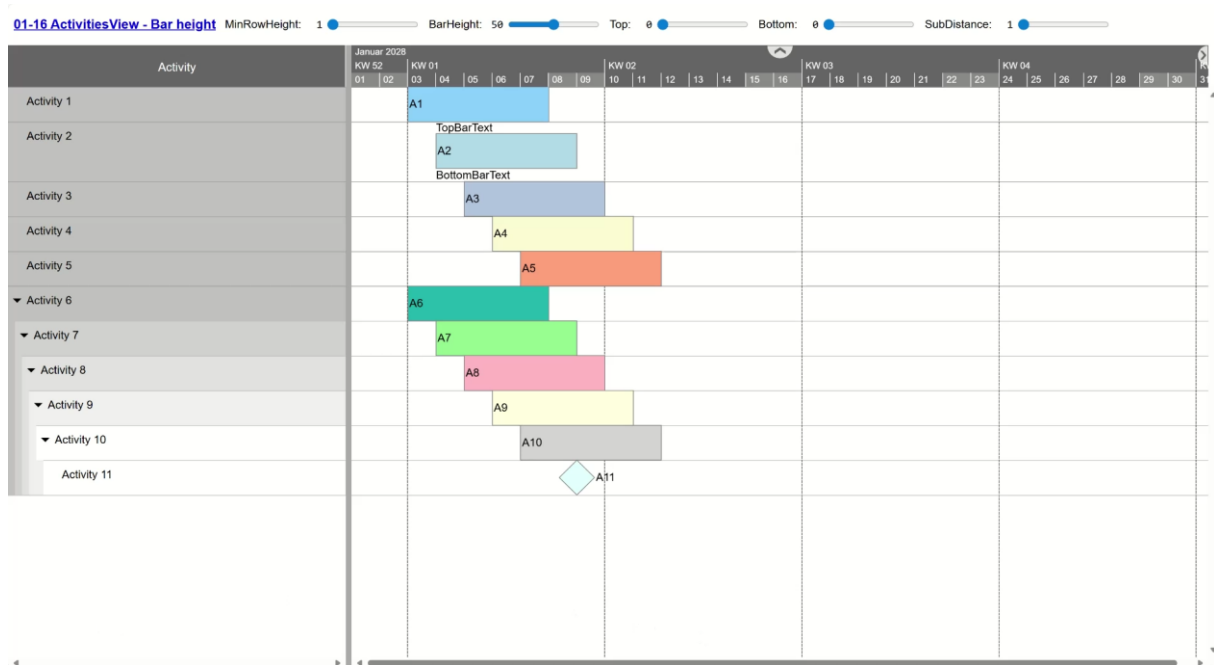 01-16 ActivitiesView - Bar height MinRowHeight: 1 BarHeight: 50 Top: 0 Bottom: 0 SubDistance: 1
Activity
Januar 2028
KW 52 KW 01 KW 02 KW 03 KW 04
01 02 03 04 05 06 07 08 09 10 11 12 13 14 15 16 17 18 19 20 21 22 23 24 25 26 27 28 29 30 31
Activity 1 A1
TopBarText
Activity 2 A2
BottomBarText
Activity 3 A3
Activity 4 A4
Activity 5 A5
Activity 6 A6
Activity 7 A7
Activity 8 A8
Activity 9 A9
Activity 10 A10
Activity 11 A11